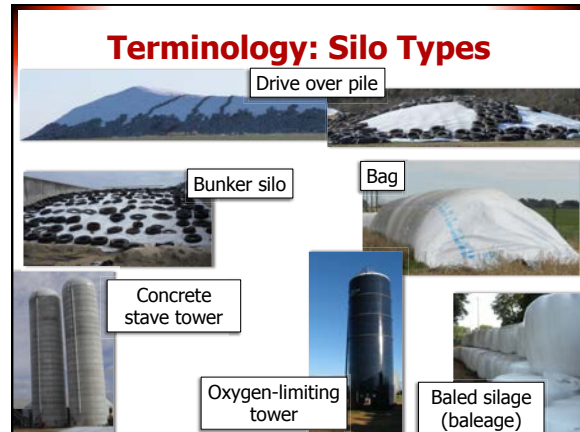 Terminology: Silo Types
Drive over pile
Bunker silo
Bag
Concrete
stave tower
Oxygen-limiting
tower
Baled silage
(baleage)